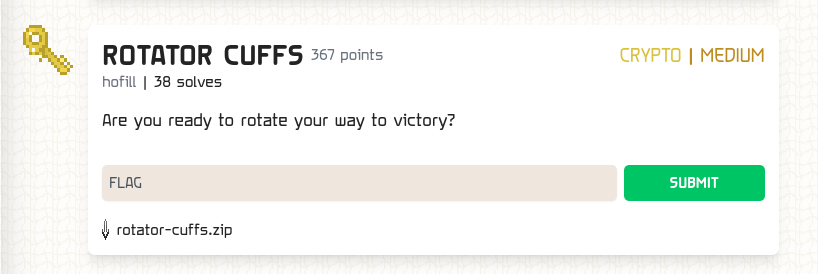 ROTATOR CUFFS 367 points CRYPTO | MEDIUM
hofill | 38 solves
Are you ready to rotate your way to victory?
FLAG SUBMIT
rotator-cuffs.zip